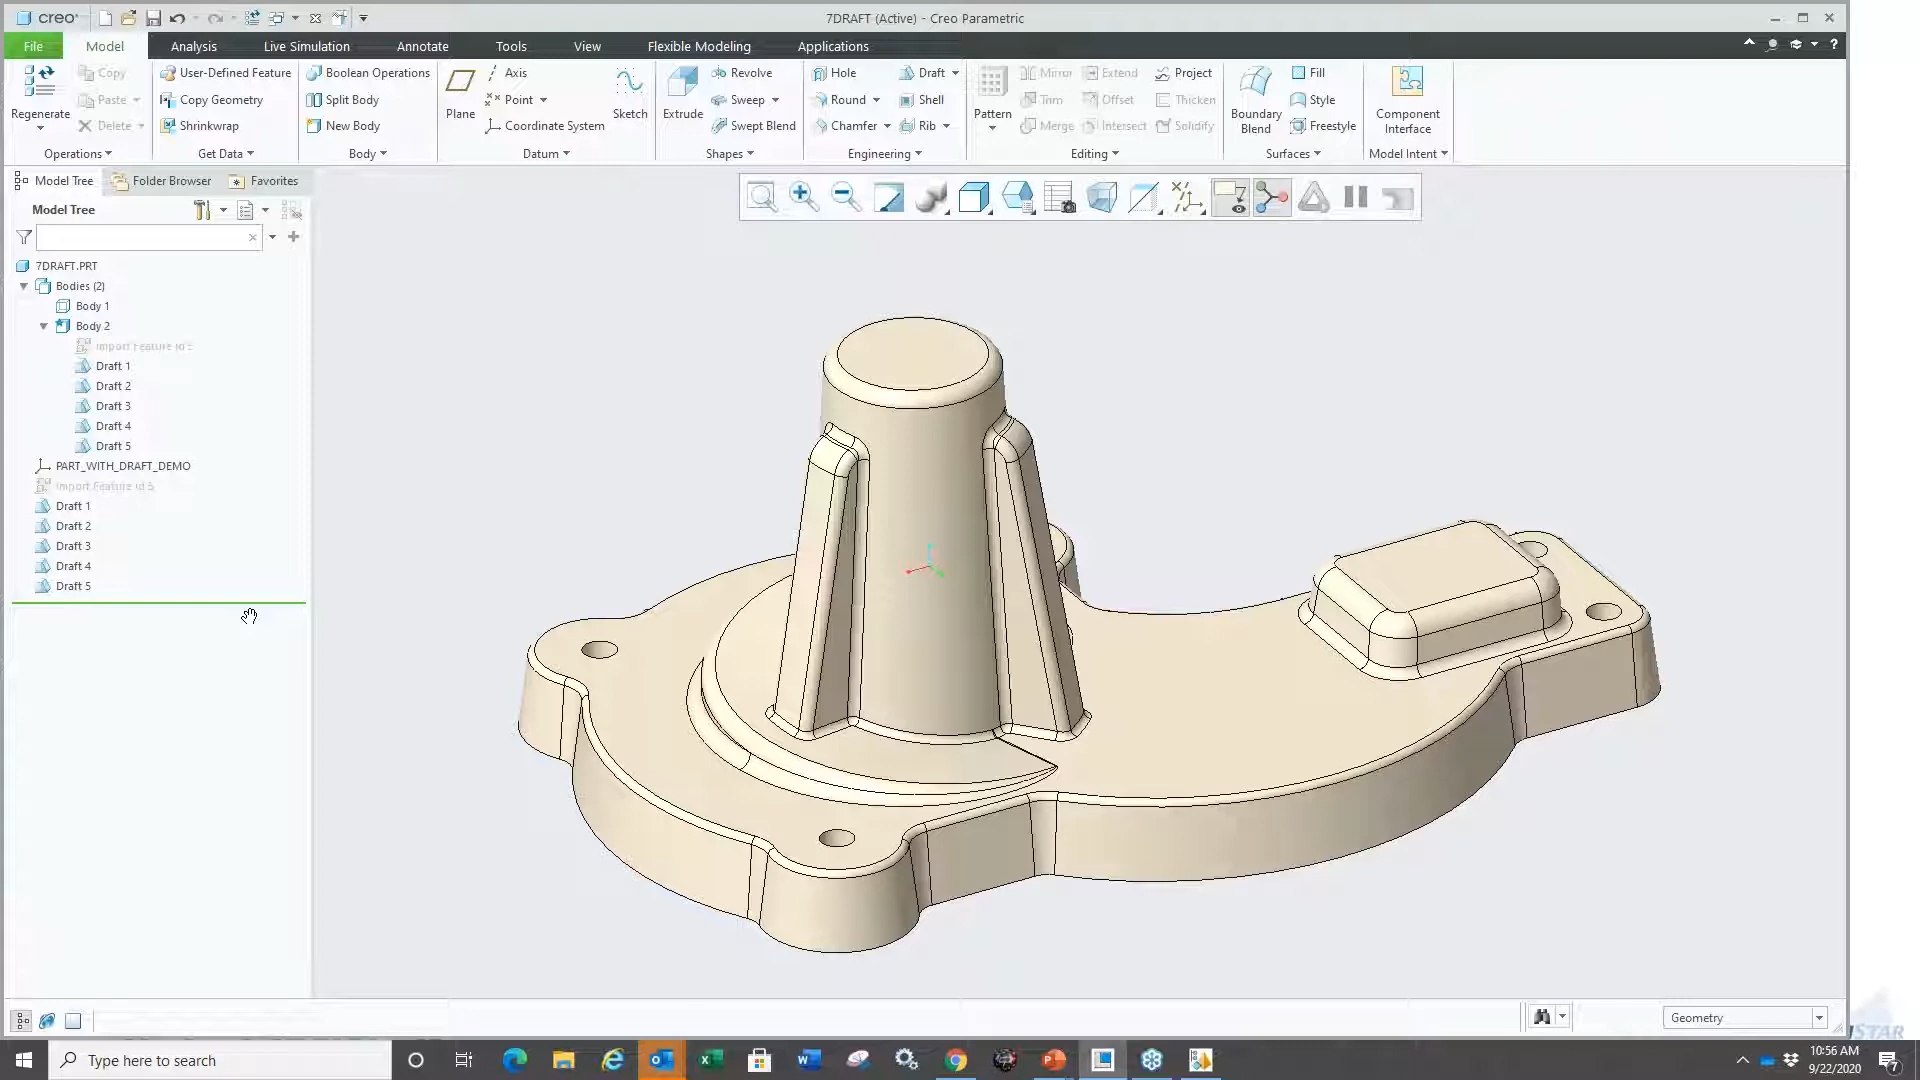 creo
7DRAFT (Active) - Creo Parametric
File
Model
Analysis
Live Simulation
Annotate
Tools
View
Flexible Modeling
Applications
Regenerate
Copy
Paste
Delete
Operations
User-Defined Feature
Copy Geometry
Shrinkwrap
Get Data
Boolean Operations
Split Body
New Body
Body
Plane
Axis
Point
Coordinate System
Sketch
Datum
Extrude
Revolve
Sweep
Swept Blend
Shapes
Hole
Round
Chamfer
Draft
Shell
Rib
Engineering
Pattern
Mirror
Trim
Merge
Extend
Offset
Intersect
Project
Thicken
Solidify
Editing
Boundary
Blend
Fill
Style
Freestyle
Surfaces
Component
Interface
Model Intent
Model Tree
Folder Browser
Favorites
Model Tree
7DRAFT.PRT
Bodies (2)
Body 1
Body 2
Import Feature id 5
Draft 1
Draft 2
Draft 3
Draft 4
Draft 5
PART_WITH_DRAFT_DEMO
Import Feature id 5
Draft 1
Draft 2
Draft 3
Draft 4
Draft 5
Geometry
Type here to search
10:56 AM
9/22/2020
7